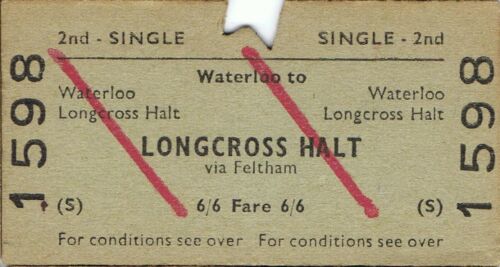 2nd - SINGLE SINGLE - 2nd
Waterloo to
Waterloo Waterloo
Longcross Halt Longcross Halt
LONGCROSS HALT
via Feltham
(S) 6/6 Fare 6/6 (S)
For conditions see over For conditions see over
1598
1598